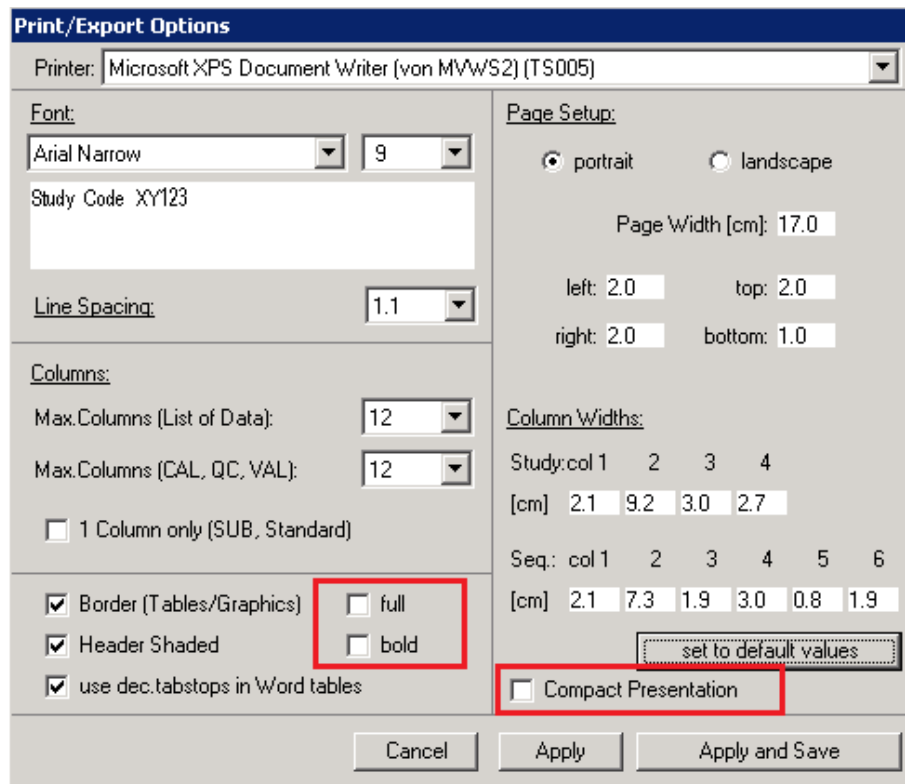 Print/Export Options
Printer: Microsoft XPS Document Writer (von MVWS2) (TS005)
Font:
Arial Narrow 9
Study Code XY123
Line Spacing: 1.1
Columns:
Max.Columns (List of Data): 12
Max.Columns (CAL, QC, VAL): 12
1 Column only (SUB, Standard)
Border (Tables/Graphics) full
Header Shaded bold
use dec.tabstops in Word tables
Page Setup:
portrait landscape
Page Width [cm]: 17.0
left: 2.0 top: 2.0
right: 2.0 bottom: 1.0
Column Widths:
Study:col 1 2 3 4
[cm] 2.1 9.2 3.0 2.7
Seq.: col 1 2 3 4 5 6
[cm] 2.1 7.3 1.9 3.0 0.8 1.9
set to default values
Compact Presentation
Cancel Apply Apply and Save